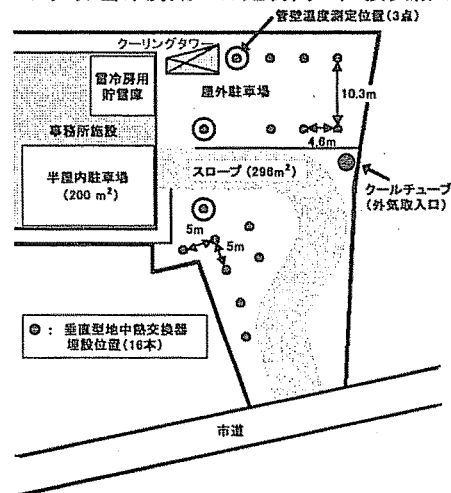 管壁温度測定位置(3点)
クーリングタワー
雪冷房用
貯雪庫
屋外駐車場
10.3m
事務所施設
4.6m
半屋内駐車場
(200 m²)
スロープ(296m²)
クールチューブ
(外気取入口)
5m
5m
: 垂直型地中熱交換器
埋設位置(16本)
市道